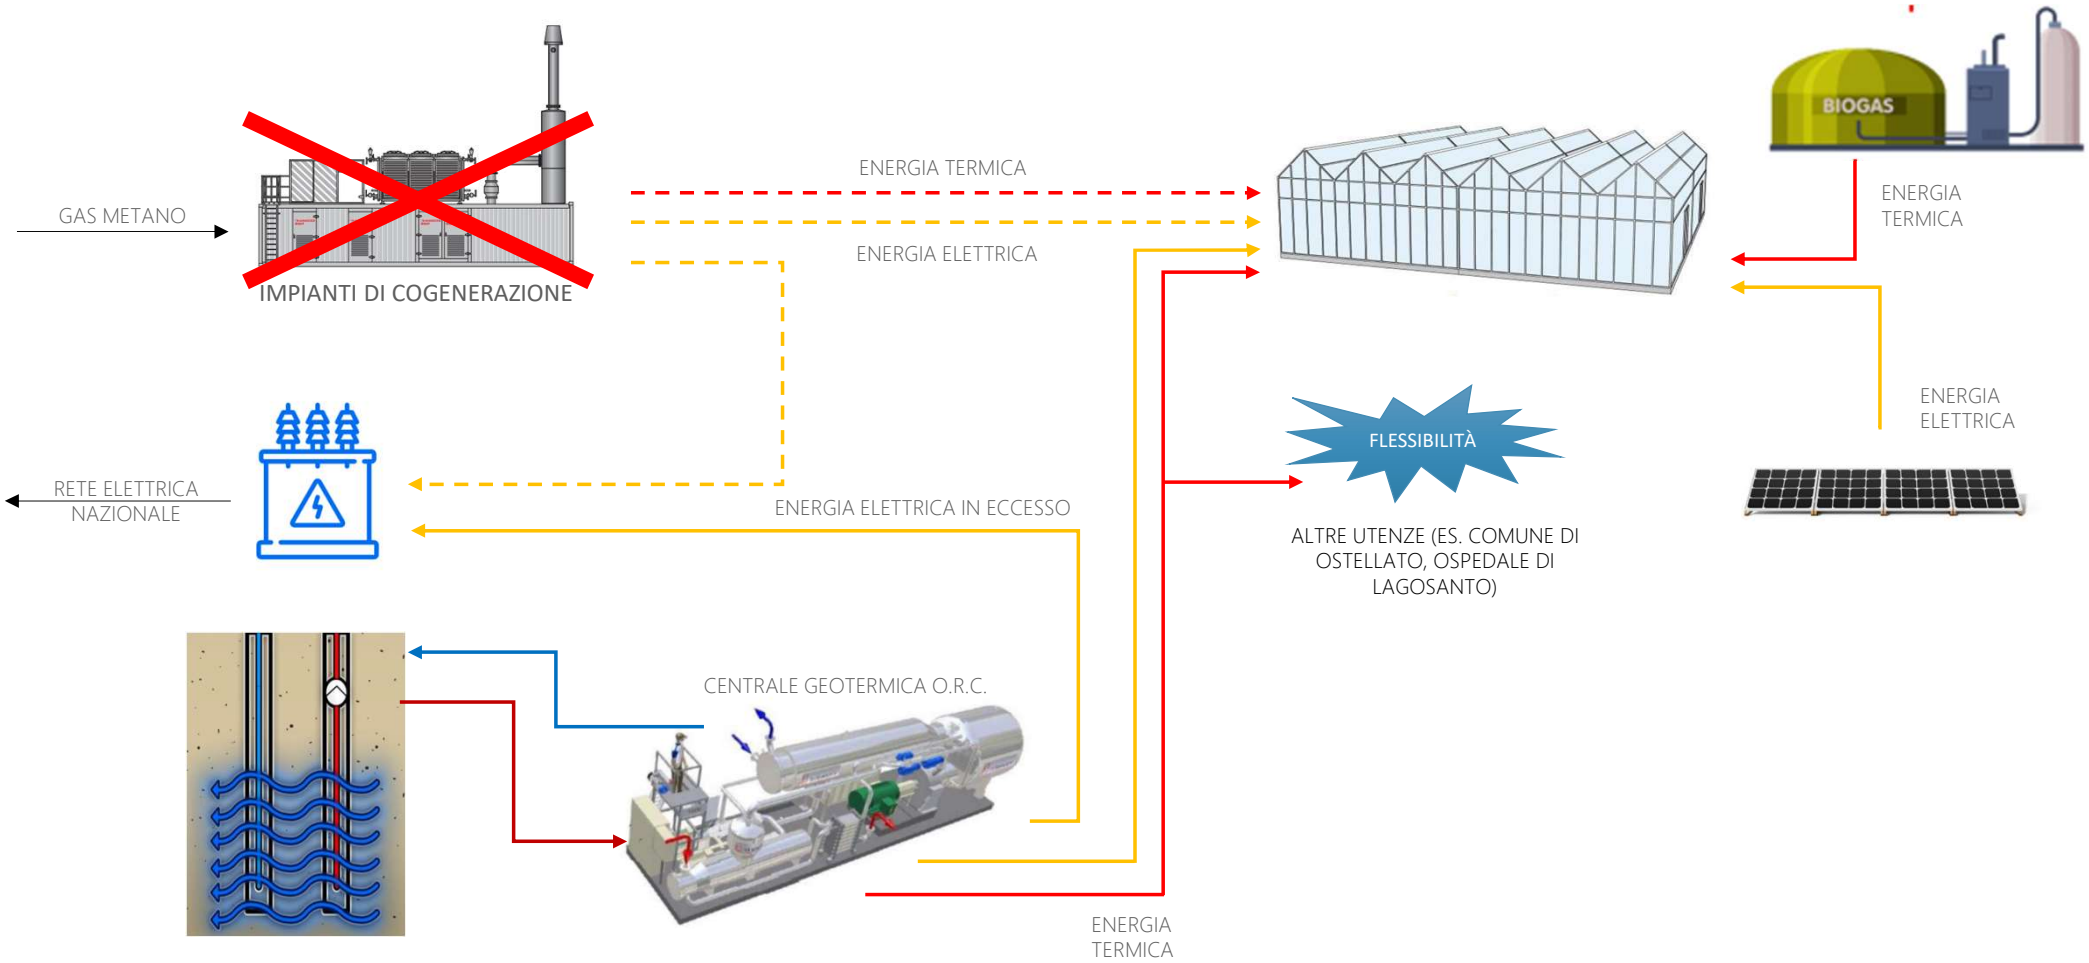 BIOGAS
ENERGIA TERMICA
GAS METANO
ENERGIA
TERMICA
ENERGIA ELETTRICA
IMPIANTI DI COGENERAZIONE
ENERGIA
ELETTRICA
FLESSIBILITÀ
RETE ELETTRICA
NAZIONALE
ENERGIA ELETTRICA IN ECCESSO
ALTRE UTENZE (ES. COMUNE DI
OSTELLATO, OSPEDALE DI
LAGOSANTO)
CENTRALE GEOTERMICA O.R.C.
ENERGIA
TERMICA